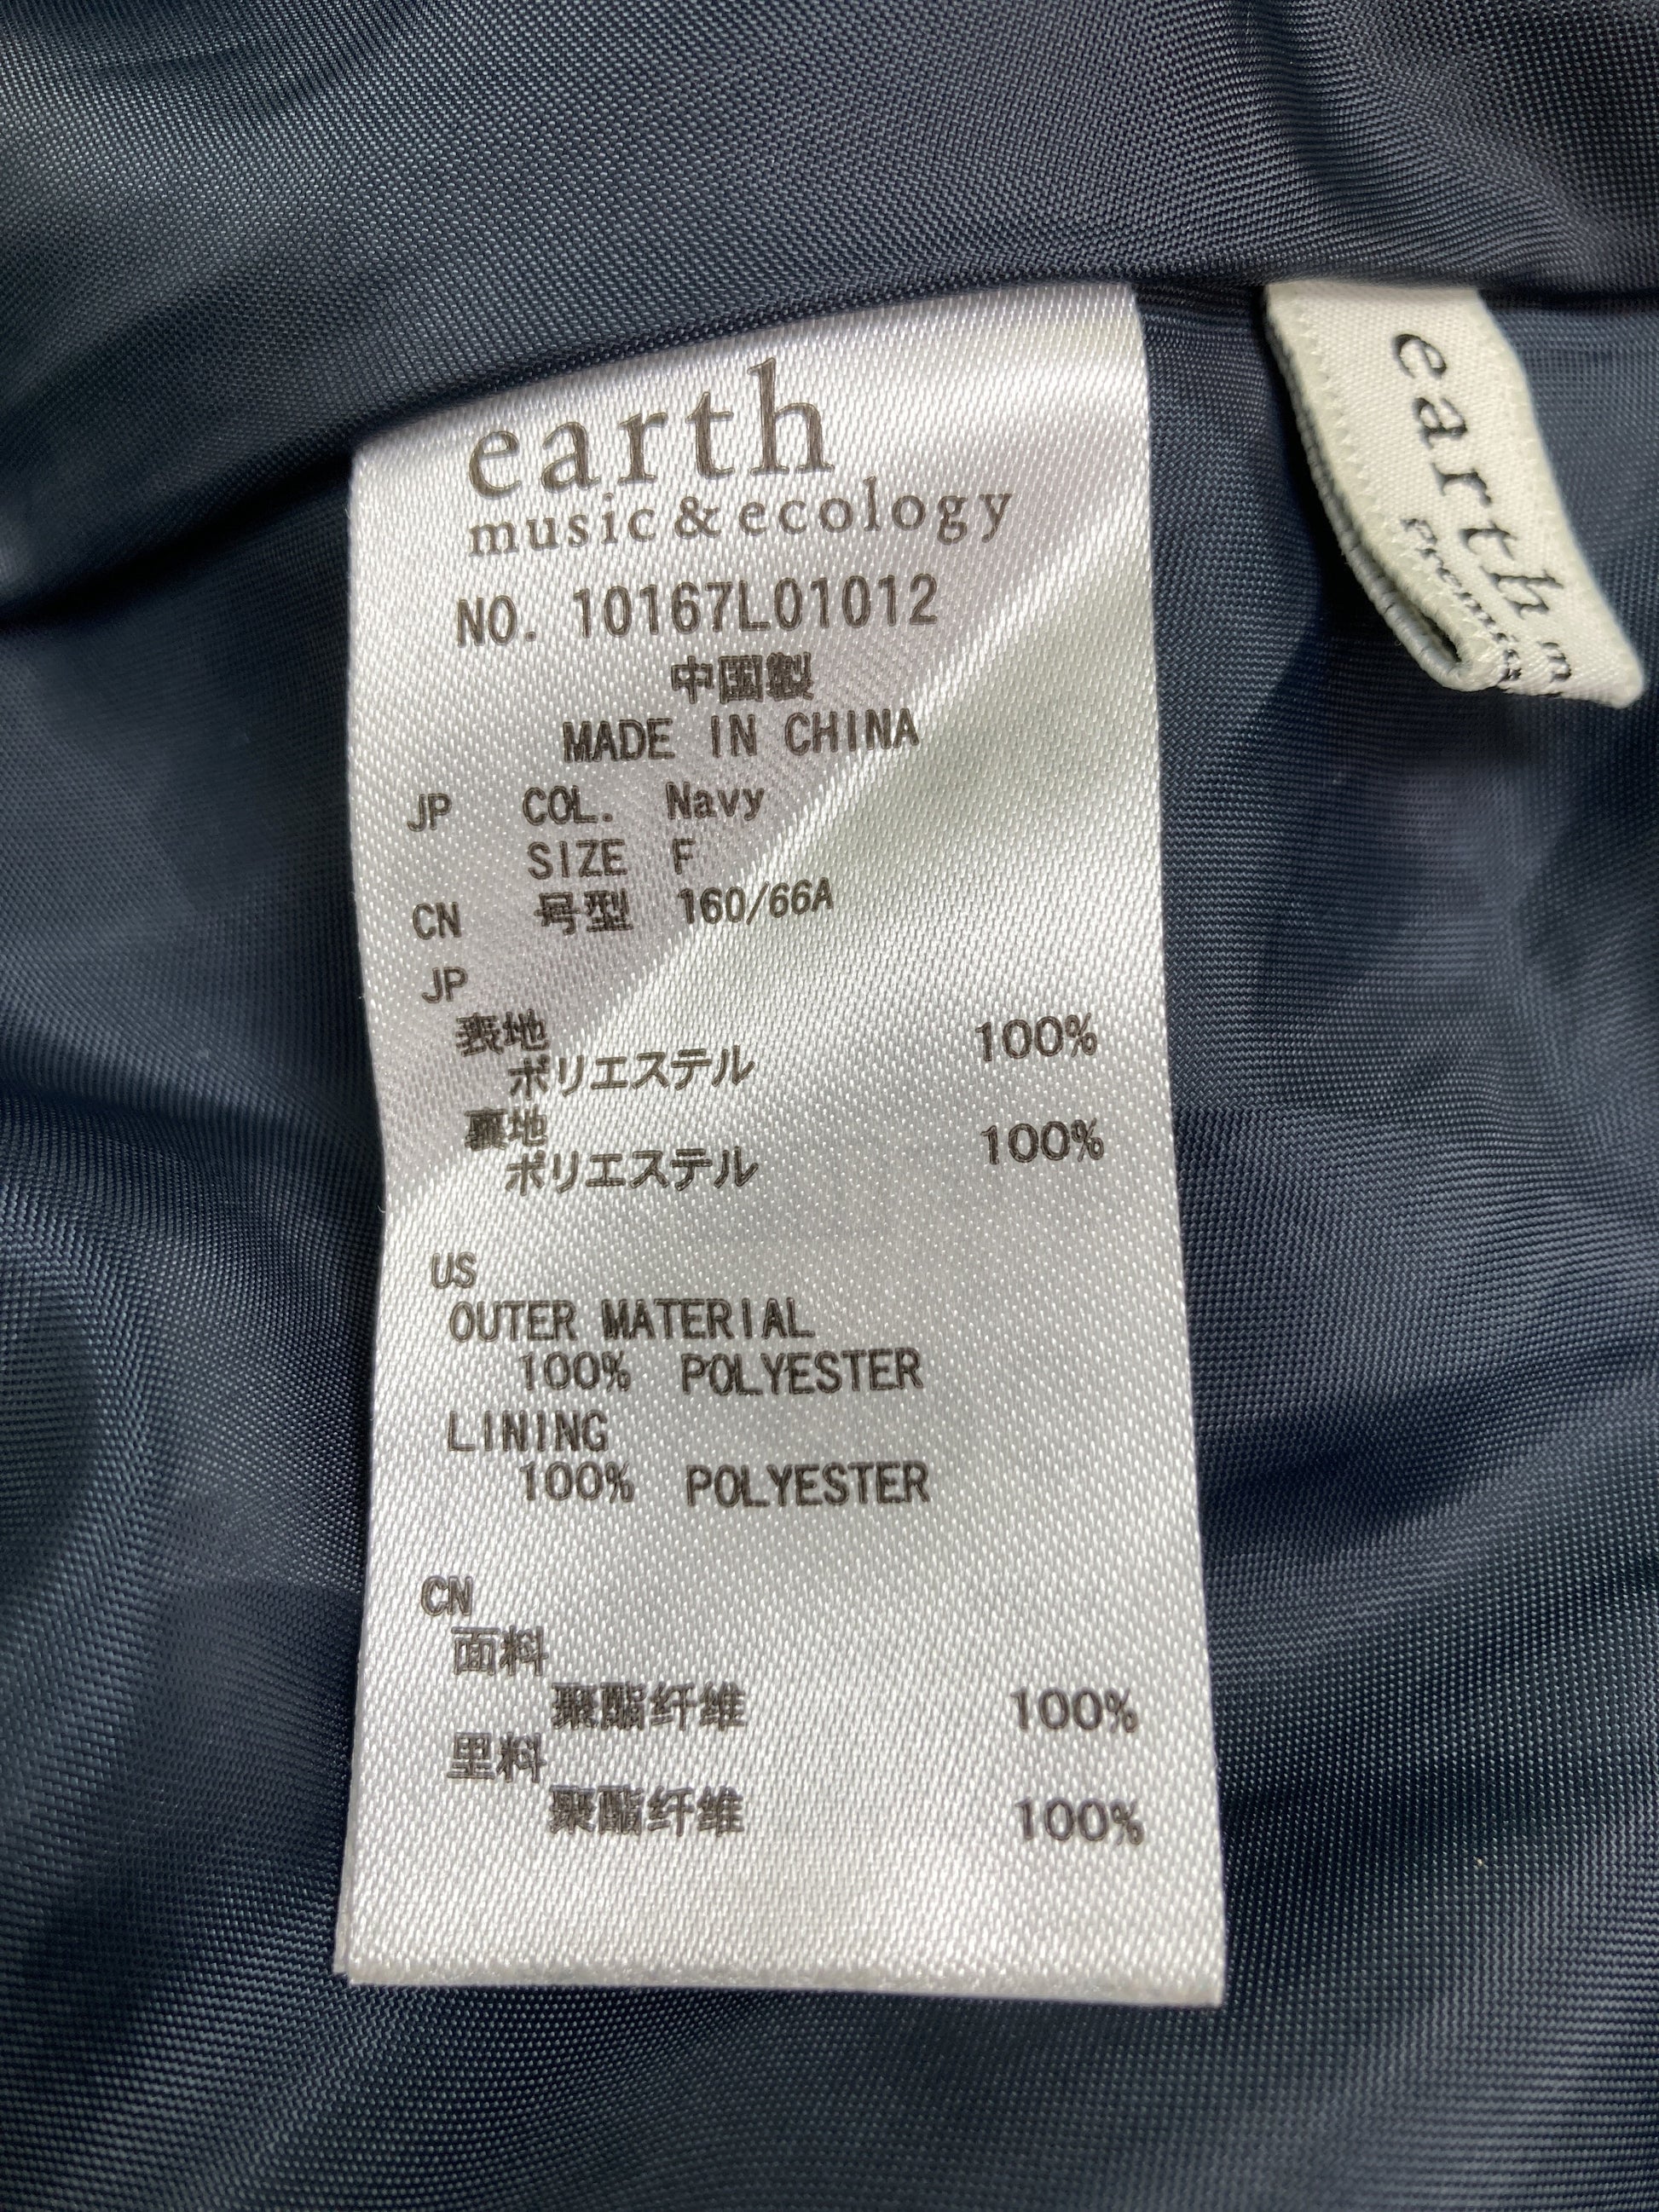 earth
music & ecology
NO. 10167L01012
中国製
MADE IN CHINA
JP COL. Navy
SIZE F
CN 号型 160/66A
JP
表地
ポリエステル 100%
裏地
ポリエステル 100%
US
OUTER MATERIAL
100% POLYESTER
LINING
100% POLYESTER
CN
面料
聚酯纤维 100%
里料
聚酯纤维 100%
earth